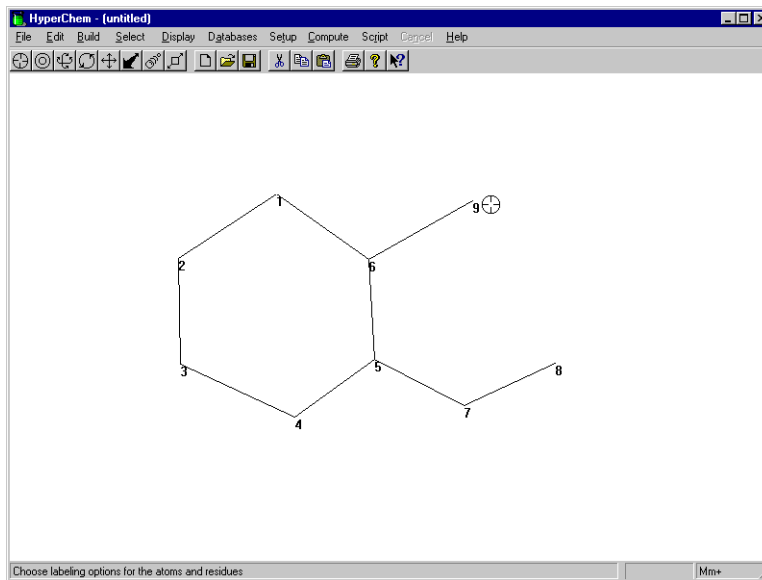 HyperChem - (untitled)
File Edit Build Select Display Databases Setup Compute Script Cancel Help
1
9
2
6
3
5
8
7
4
Choose labeling options for the atoms and residues
Mm+